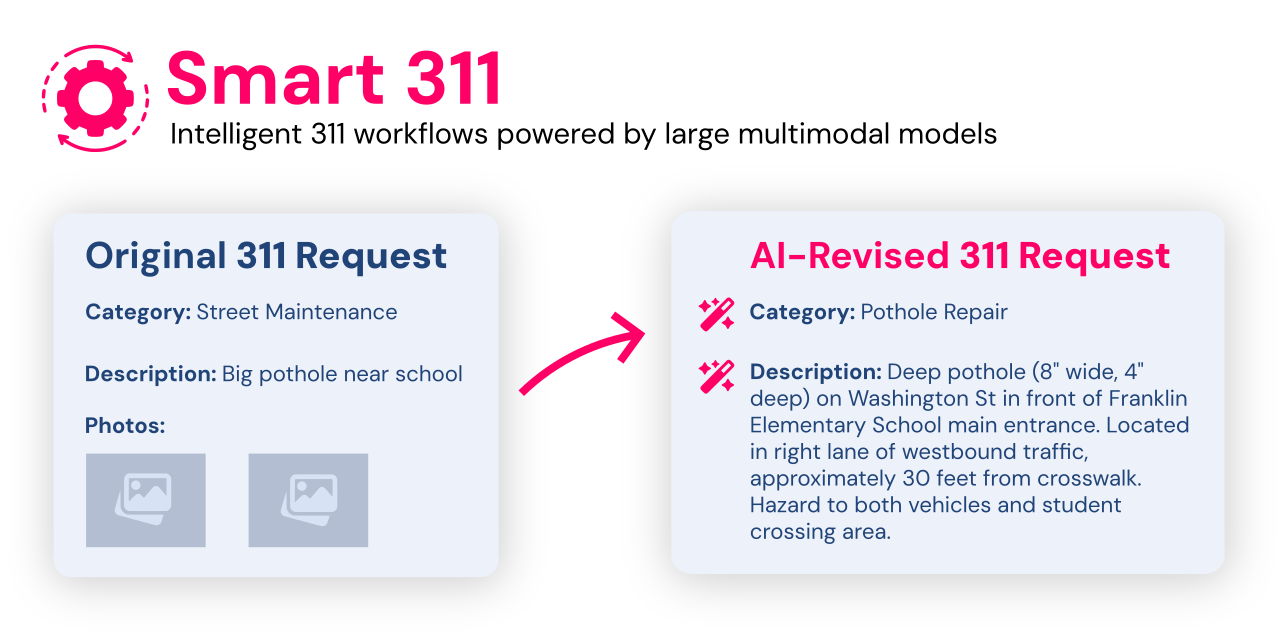 Smart 311
Intelligent 311 workflows powered by large multimodal models
Original 311 Request
Category: Street Maintenance
Description: Big pothole near school
Photos:
AI-Revised 311 Request
Category: Pothole Repair
Description: Deep pothole (8" wide, 4"
deep) on Washington St in front of Franklin
Elementary School main entrance. Located
in right lane of westbound traffic,
approximately 30 feet from crosswalk.
Hazard to both vehicles and student
crossing area.